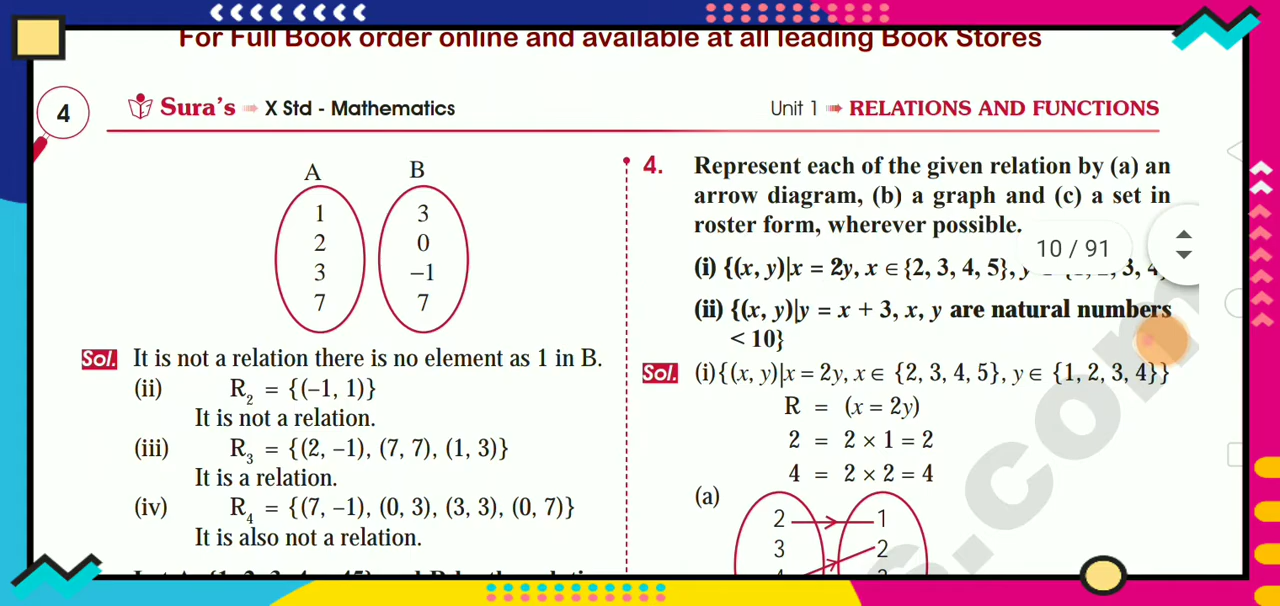 For Full Book order online and available at all leading Book Stores
4
Sura's X Std - Mathematics
Unit 1 RELATIONS AND FUNCTIONS
A B
1 3
2 0
3 –1
7 7
Sol. It is not a relation there is no element as 1 in B.
(ii) R₂ = {(–1, 1)}
It is not a relation.
(iii) R₃ = {(2, –1), (7, 7), (1, 3)}
It is a relation.
(iv) R₄ = {(7, –1), (0, 3), (3, 3), (0, 7)}
It is also not a relation.
4. Represent each of the given relation by (a) an
arrow diagram, (b) a graph and (c) a set in
roster form, wherever possible.
10 / 91
(i) {(x, y)|x = 2y, x ∈ {2, 3, 4, 5}, y 3, 4
(ii) {(x, y)|y = x + 3, x, y are natural numbers
< 10}
Sol. (i) {(x, y)|x = 2y, x ∈ {2, 3, 4, 5}, y ∈ {1, 2, 3, 4}}
R = (x = 2y)
2 = 2 × 1 = 2
4 = 2 × 2 = 4
(a)
2 1
3 2
s.com